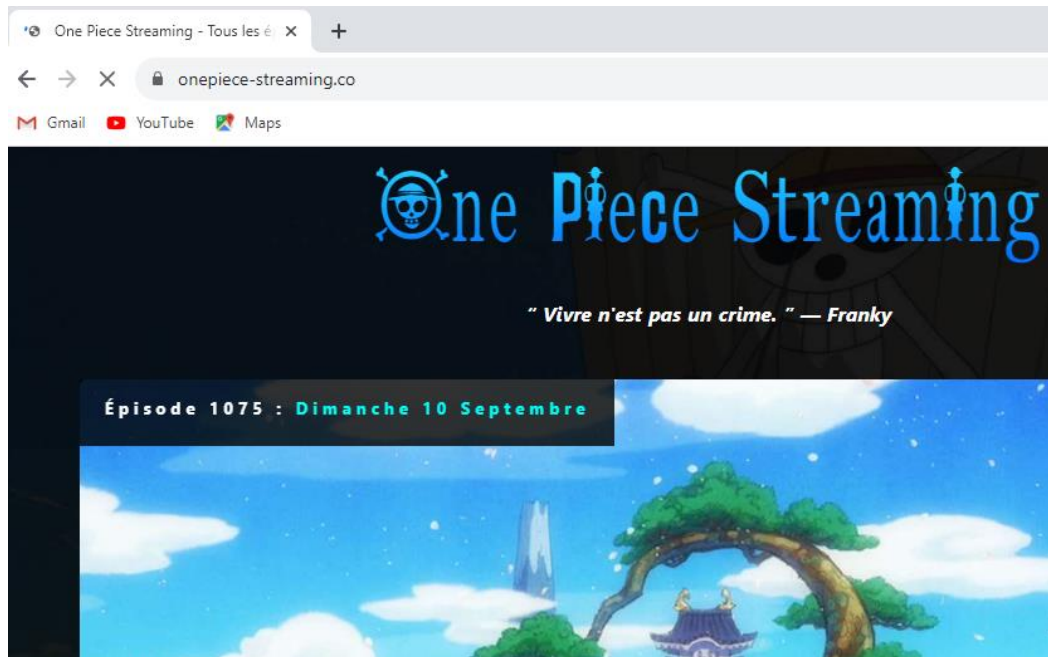 One Piece Streaming - Tous les é
onepiece-streaming.co
Gmail YouTube Maps
One Piece Streaming
“ Vivre n'est pas un crime. ” — Franky
Épisode 1075 : Dimanche 10 Septembre